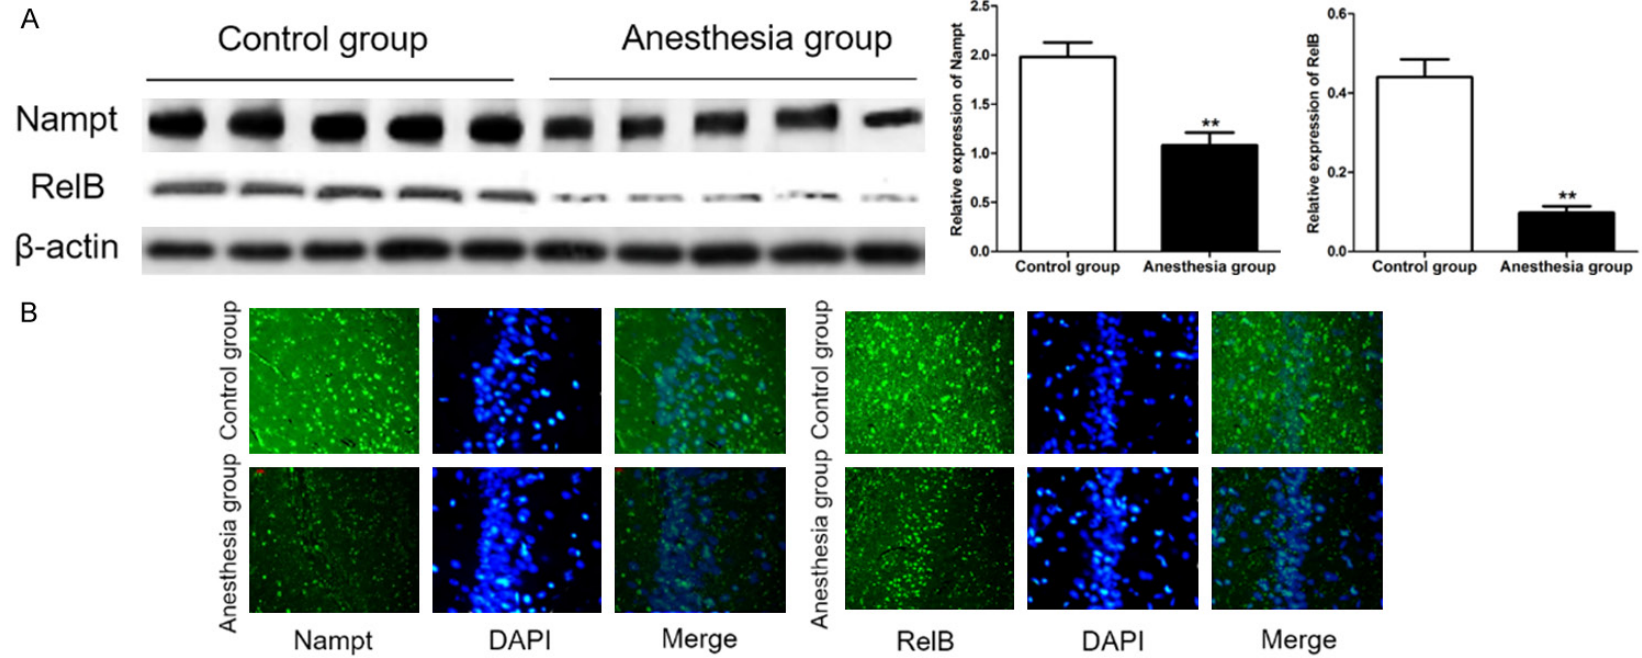 A
Control group
Anesthesia group
Nampt
RelB
β-actin
Relative expression of Nampt
2.5
2.0
1.5
1.0
0.5
0.0
**
Control group
Anesthesia group
Relative expression of RelB
0.6
0.4
0.2
0.0
**
Control group
Anesthesia group
B
Control group
Anesthesia group
Nampt
DAPI
Merge
Control group
Anesthesia group
RelB
DAPI
Merge